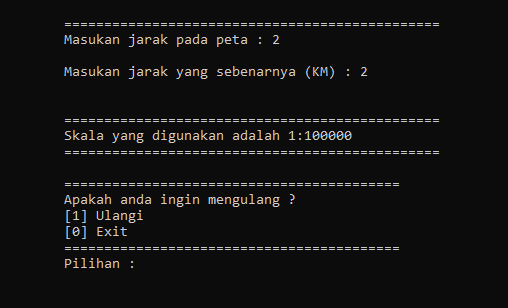 ===============================================
Masukan jarak pada peta : 2
Masukan jarak yang sebenarnya (KM) : 2
===============================================
Skala yang digunakan adalah 1:100000
===============================================
==========================================
Apakah anda ingin mengulang ?
[1] Ulangi
[0] Exit
==========================================
Pilihan :